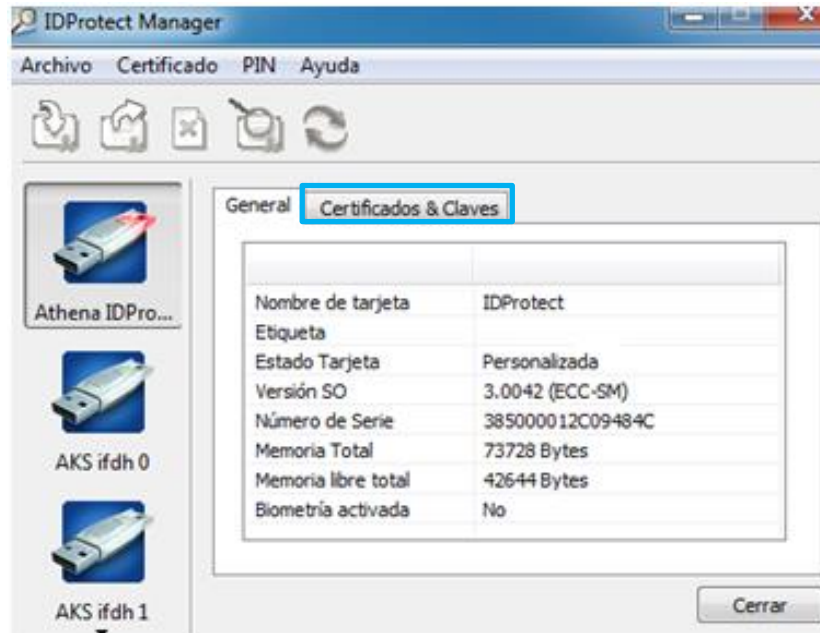 IDProtect Manager
Archivo Certificado PIN Ayuda
General Certificados & Claves
Athena IDPro...
AKS ifdh 0
AKS ifdh 1
Nombre de tarjeta IDProtect
Etiqueta
Estado Tarjeta Personalizada
Versión SO 3.0042 (ECC-SM)
Número de Serie 385000012C09484C
Memoria Total 73728 Bytes
Memoria libre total 42644 Bytes
Biometría activada No
Cerrar